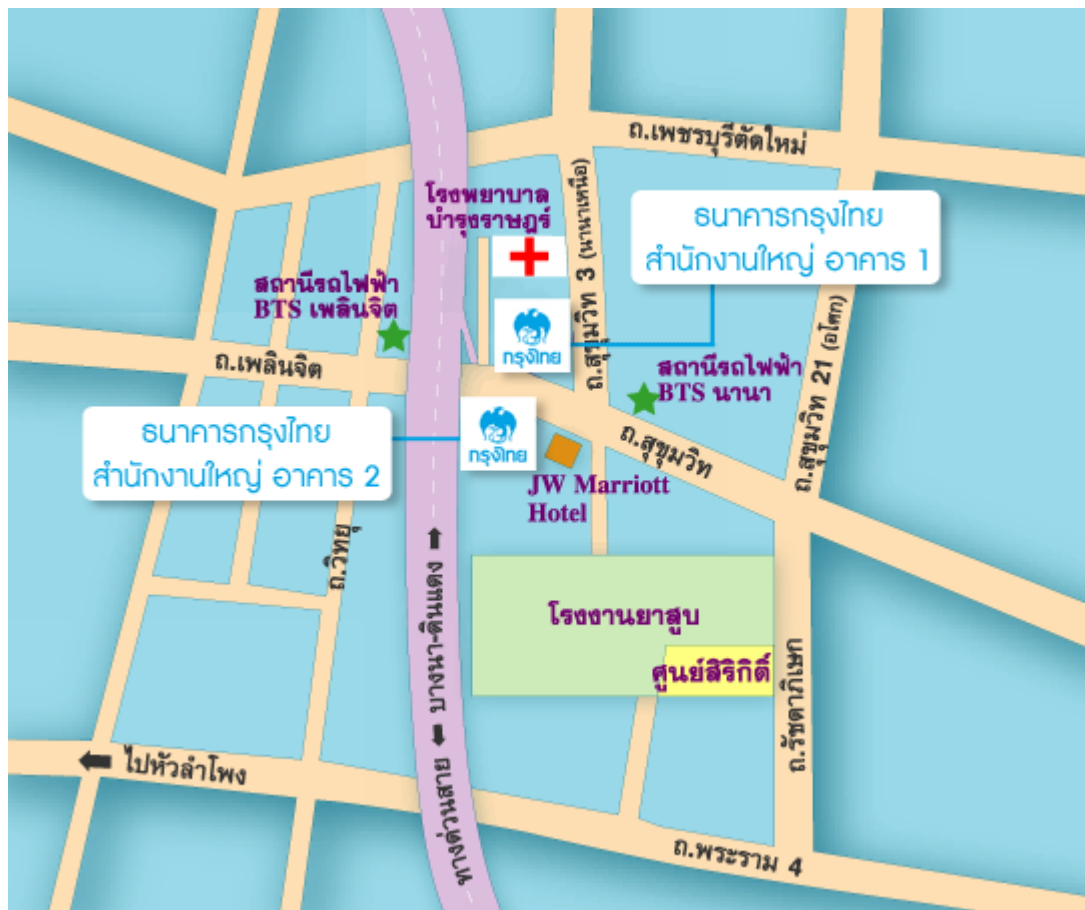 ถ.เพชรบุรีตัดใหม่
โรงพยาบาล
บำรุงราษฎร์
ธนาคารกรุงไทย
สำนักงานใหญ่ อาคาร 1
ถ.สุขุมวิท 3 (นานาเหนือ)
สถานีรถไฟฟ้า
BTS เพลินจิต
กรุงไทย
ถ.เพลินจิต
สถานีรถไฟฟ้า
BTS นานา
ถ.สุขุมวิท 21 (อโศก)
ธนาคารกรุงไทย
สำนักงานใหญ่ อาคาร 2
กรุงไทย
ถ.สุขุมวิท
JW Marriott
Hotel
ถ.วิทยุ
ทางด่วนสาย ← บางนา-ดินแดง →
โรงงานยาสูบ
ศูนย์สิริกิติ์
ถ.รัชดาภิเษก
← ไปหัวลำโพง
ถ.พระราม 4